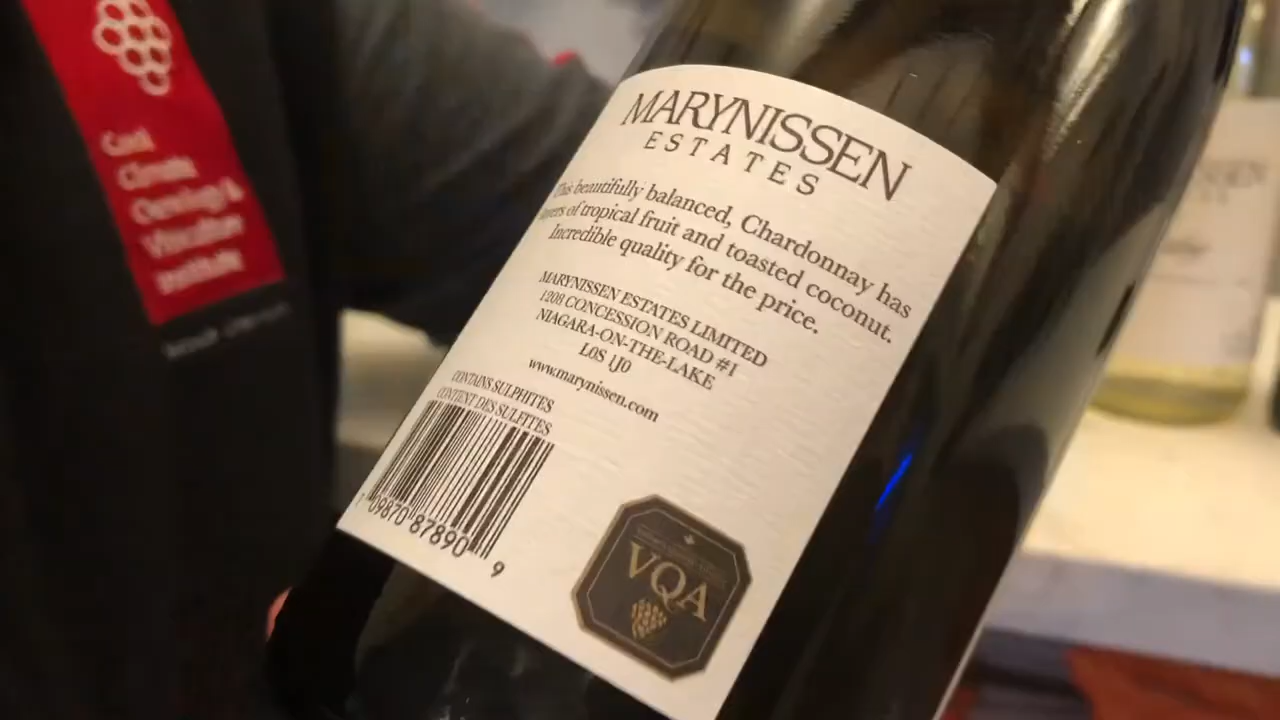 MARYNISSEN
ESTATES
This beautifully balanced, Chardonnay has
layers of tropical fruit and toasted coconut.
Incredible quality for the price.
MARYNISSEN ESTATES LIMITED
1208 CONCESSION ROAD #1
NIAGARA-ON-THE-LAKE
L0S 1J0
www.marynissen.com
CONTAINS SULPHITES
CONTIENT DES SULFITES
09870 87890 9
VQA
Cool
Climate
Oenology &
Viticulture
Institute